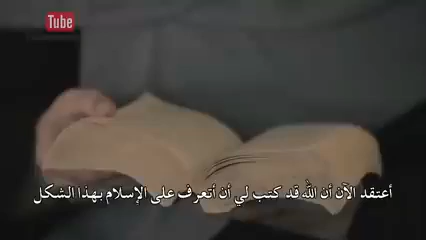 Tube
أعتقد الآن أن الله قد كتب لي أن أتعرف على الإسلام بهذا الشكل